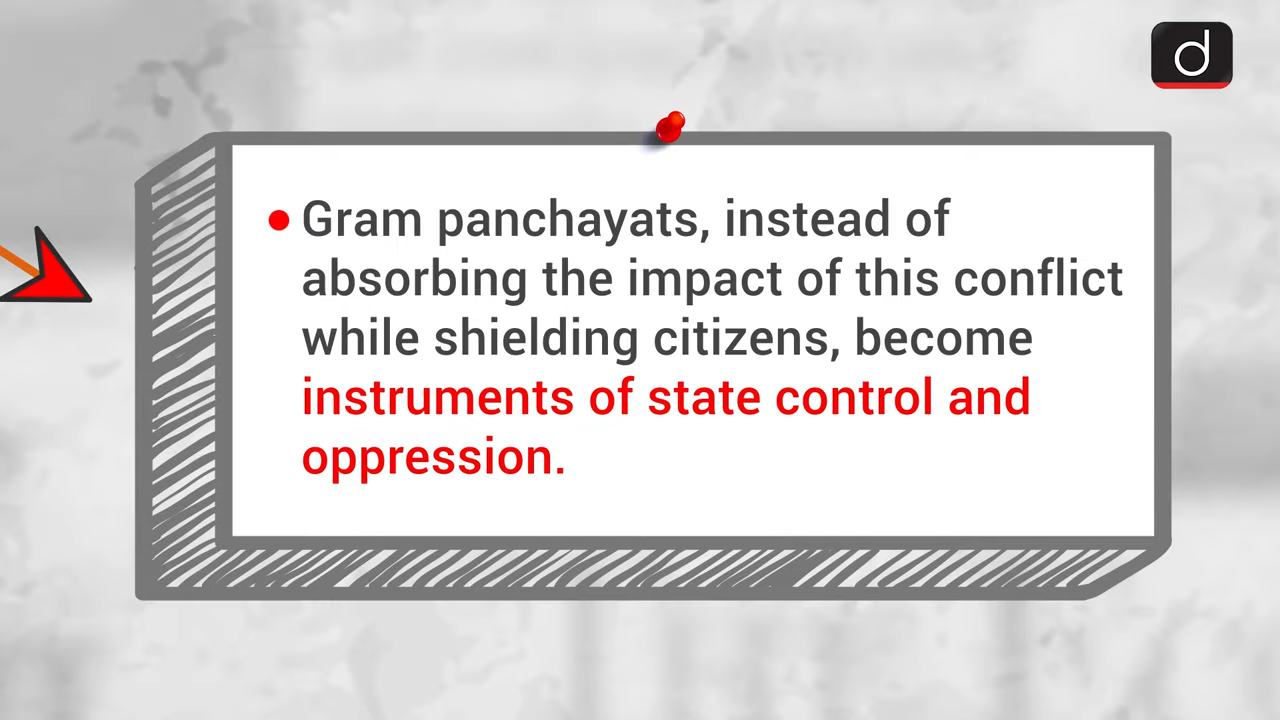 d
Gram panchayats, instead of
absorbing the impact of this conflict
while shielding citizens, become
instruments of state control and
oppression.